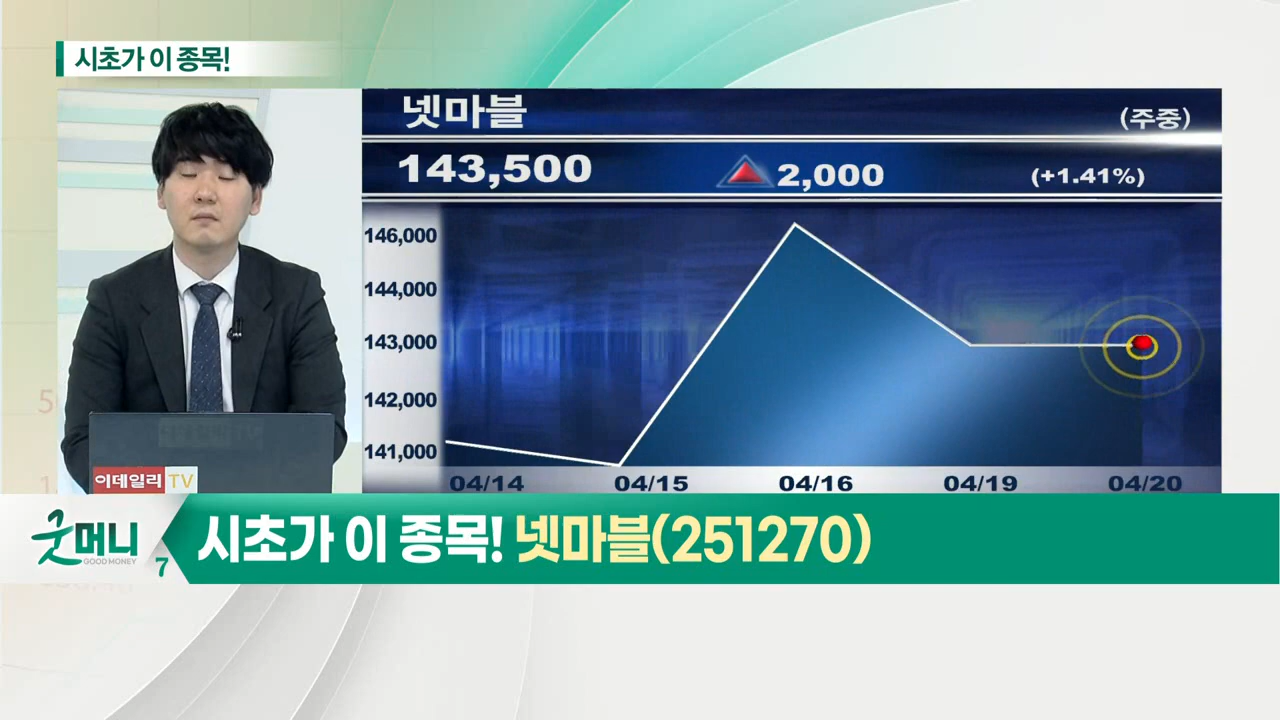 시초가 이 종목!
넷마블
(주중)
143,500
2,000
(+1.41%)
146,000
144,000
143,000
142,000
141,000
04/14
04/15
04/16
04/19
04/20
이데일리 TV
굿머니
GOOD MONEY
7
시초가 이 종목! 넷마블(251270)